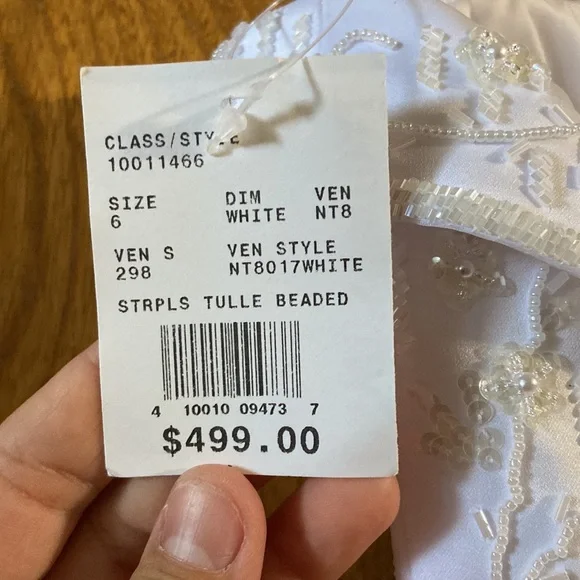 CLASS/STYLE
10011466
SIZE DIM VEN
6 WHITE NT8
VEN S VEN STYLE
298 NT8017WHITE
STRPLS TULLE BEADED
4 10010 09473 7
$499.00